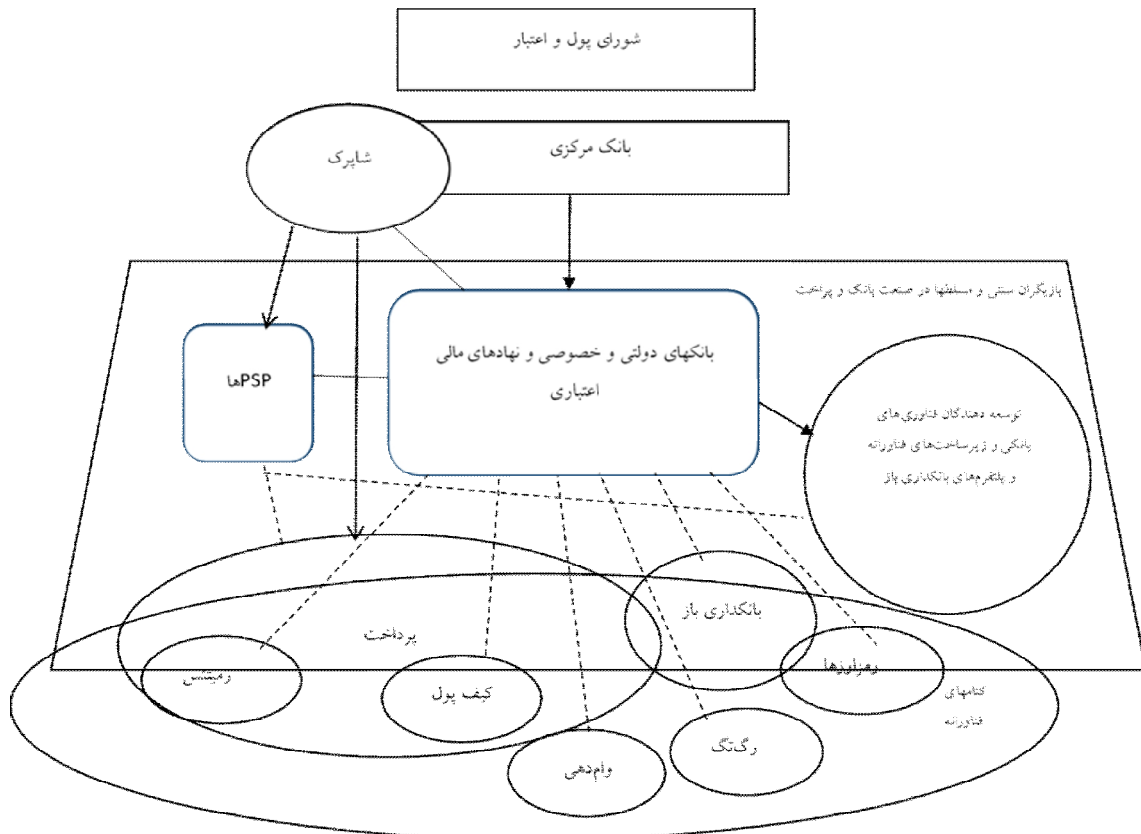 شورای پول و اعتبار
بانک مرکزی
شاپرک
بازیگران سنتی و مسلطها در صنعت بانک و پراخت
بانکهای دولتی و خصوصی و نهادهای مالی
اعتباری
PSPها
توسعه دهندگان فناوری‌های
بانکی و زیرساخت‌های فناورانه
و پلتفرم‌های بانکداری باز
بانکداری باز
پرداخت
رمزارزها
رمیتنس
کیف پول
کنامهای
فناورانه
رگ‌تگ
وام‌دهی